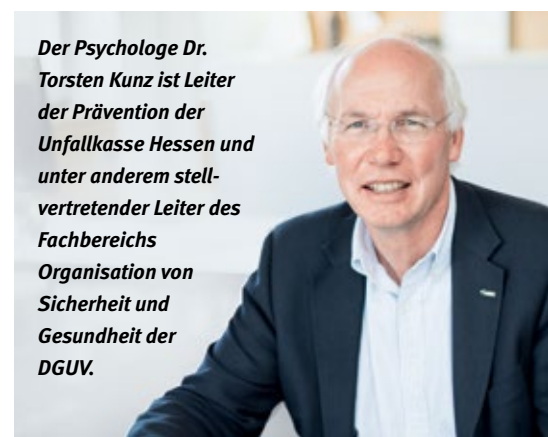 Der Psychologe Dr.
Torsten Kunz ist Leiter
der Prävention der
Unfallkasse Hessen und
unter anderem stell-
vertretender Leiter des
Fachbereichs
Organisation von
Sicherheit und
Gesundheit der
DGUV.